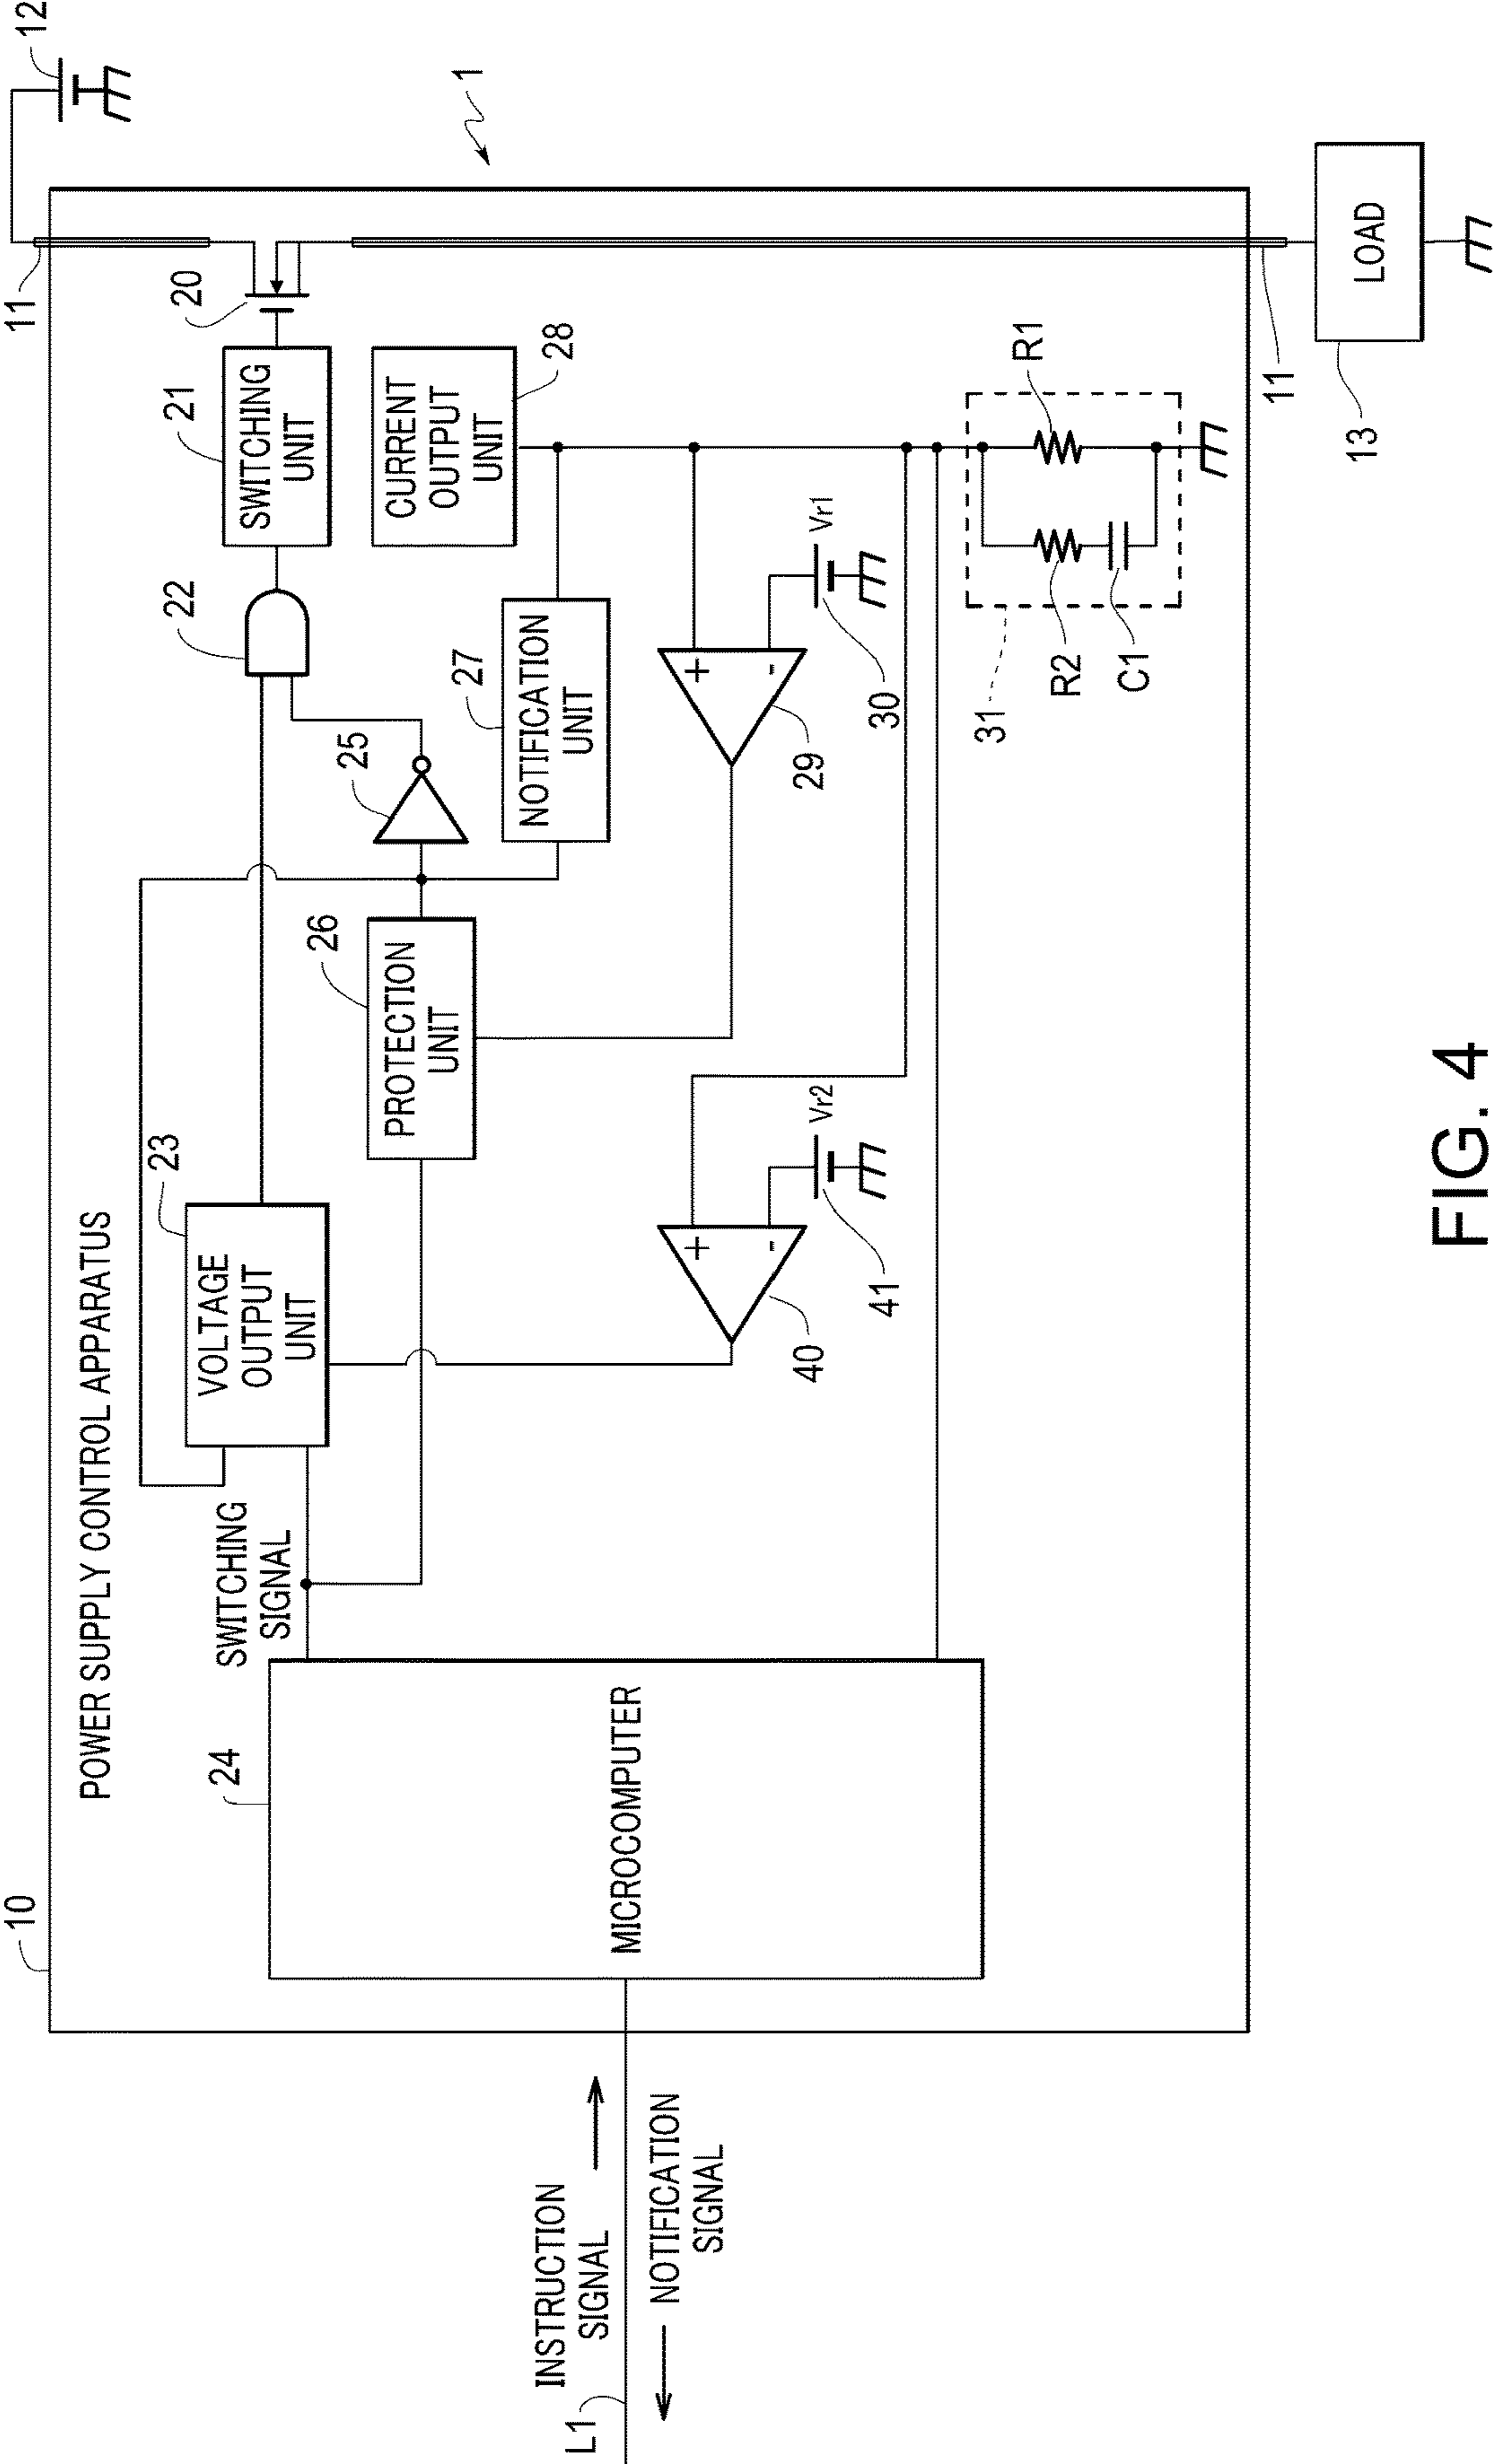 10
POWER SUPPLY CONTROL APPARATUS
11
12
1
23
22
21
20
VOLTAGE
OUTPUT
UNIT
SWITCHING
UNIT
24
SWITCHING
SIGNAL
26
25
PROTECTION
UNIT
CURRENT
OUTPUT
UNIT
28
27
NOTIFICATION
UNIT
INSTRUCTION
SIGNAL
L1
NOTIFICATION
SIGNAL
MICROCOMPUTER
+
-
40
Vr2
41
+
-
29
Vr1
30
31
R2
C1
R1
11
13
LOAD
FIG. 4